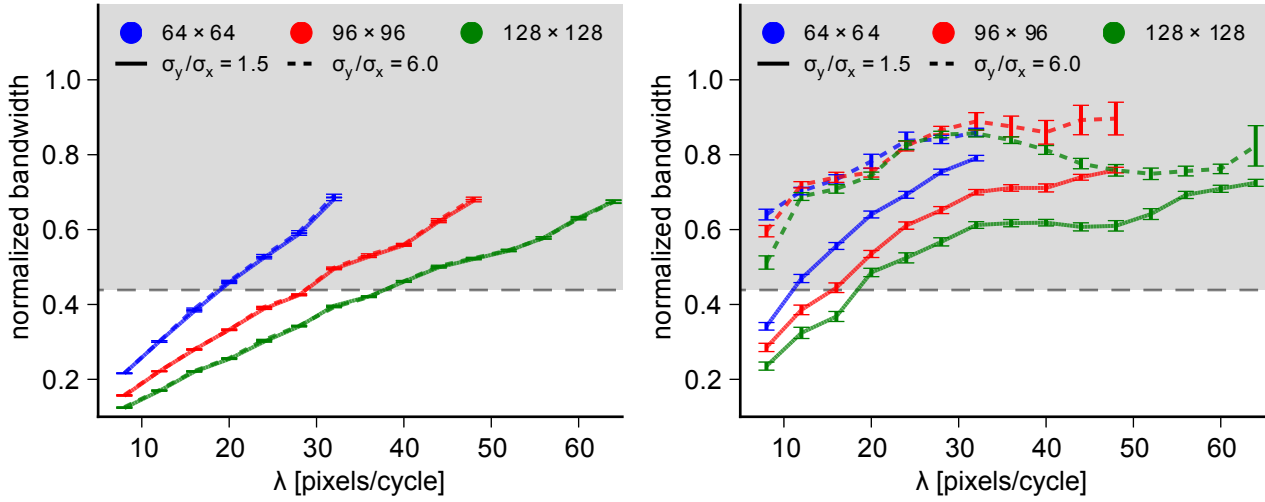 64 × 64 96 × 96 128 × 128
σy/σx = 1.5 σy/σx = 6.0
1.0
0.8
0.6
0.4
0.2
normalized bandwidth
10 20 30 40 50 60
λ [pixels/cycle]
64 × 64 96 × 96 128 × 128
σy/σx = 1.5 σy/σx = 6.0
1.0
0.8
0.6
0.4
0.2
normalized bandwidth
10 20 30 40 50 60
λ [pixels/cycle]